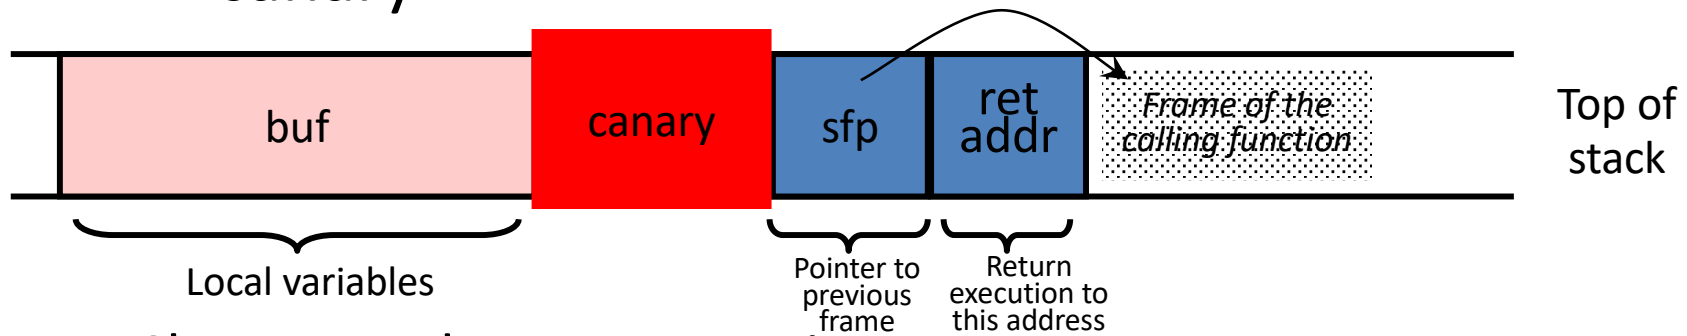 buf
canary
sfp
ret
addr
Frame of the
calling function
Top of
stack
Local variables
Pointer to
previous
frame
Return
execution to
this address